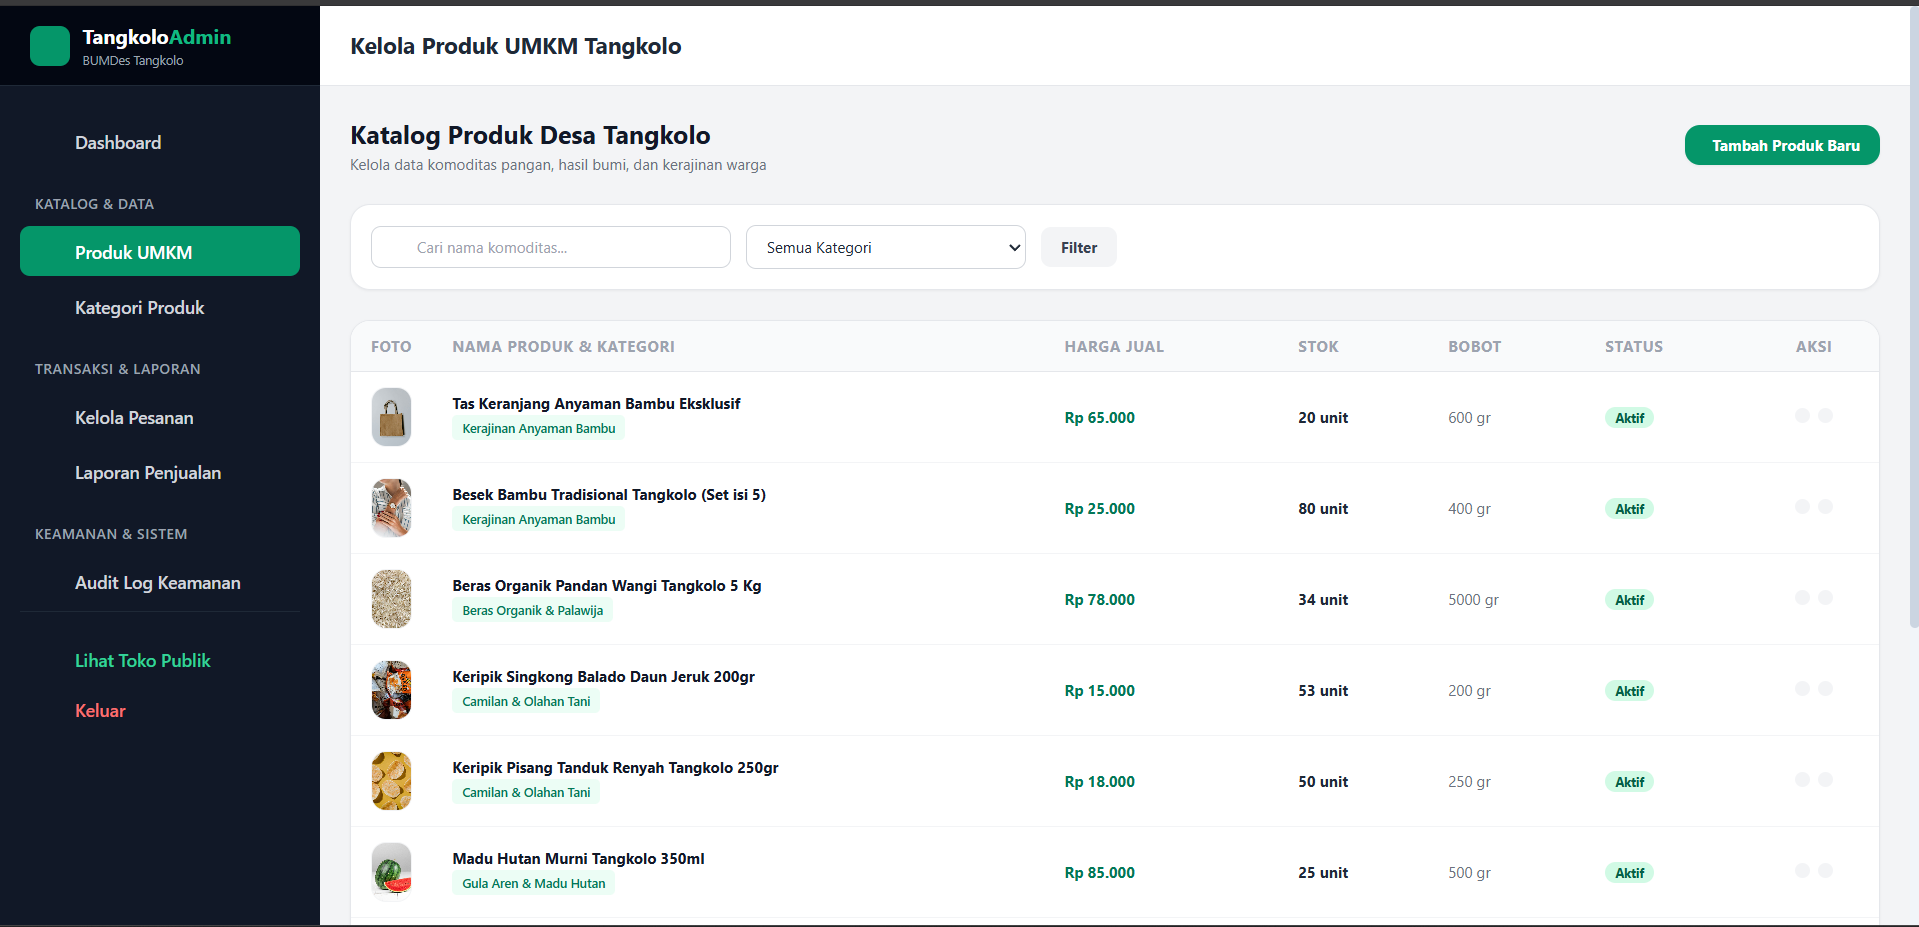 TangkoloAdmin
BUMDes Tangkolo
Kelola Produk UMKM Tangkolo
Dashboard
KATALOG & DATA
Produk UMKM
Kategori Produk
TRANSAKSI & LAPORAN
Kelola Pesanan
Laporan Penjualan
KEAMANAN & SISTEM
Audit Log Keamanan
Lihat Toko Publik
Keluar
Katalog Produk Desa Tangkolo
Kelola data komoditas pangan, hasil bumi, dan kerajinan warga
Tambah Produk Baru
Cari nama komoditas... Semua Kategori Filter
FOTO NAMA PRODUK & KATEGORI HARGA JUAL STOK BOBOT STATUS AKSI
Tas Keranjang Anyaman Bambu Eksklusif
Kerajinan Anyaman Bambu
Rp 65.000 20 unit 600 gr Aktif
Besek Bambu Tradisional Tangkolo (Set isi 5)
Kerajinan Anyaman Bambu
Rp 25.000 80 unit 400 gr Aktif
Beras Organik Pandan Wangi Tangkolo 5 Kg
Beras Organik & Palawija
Rp 78.000 34 unit 5000 gr Aktif
Keripik Singkong Balado Daun Jeruk 200gr
Camilan & Olahan Tani
Rp 15.000 53 unit 200 gr Aktif
Keripik Pisang Tanduk Renyah Tangkolo 250gr
Camilan & Olahan Tani
Rp 18.000 50 unit 250 gr Aktif
Madu Hutan Murni Tangkolo 350ml
Gula Aren & Madu Hutan
Rp 85.000 25 unit 500 gr Aktif